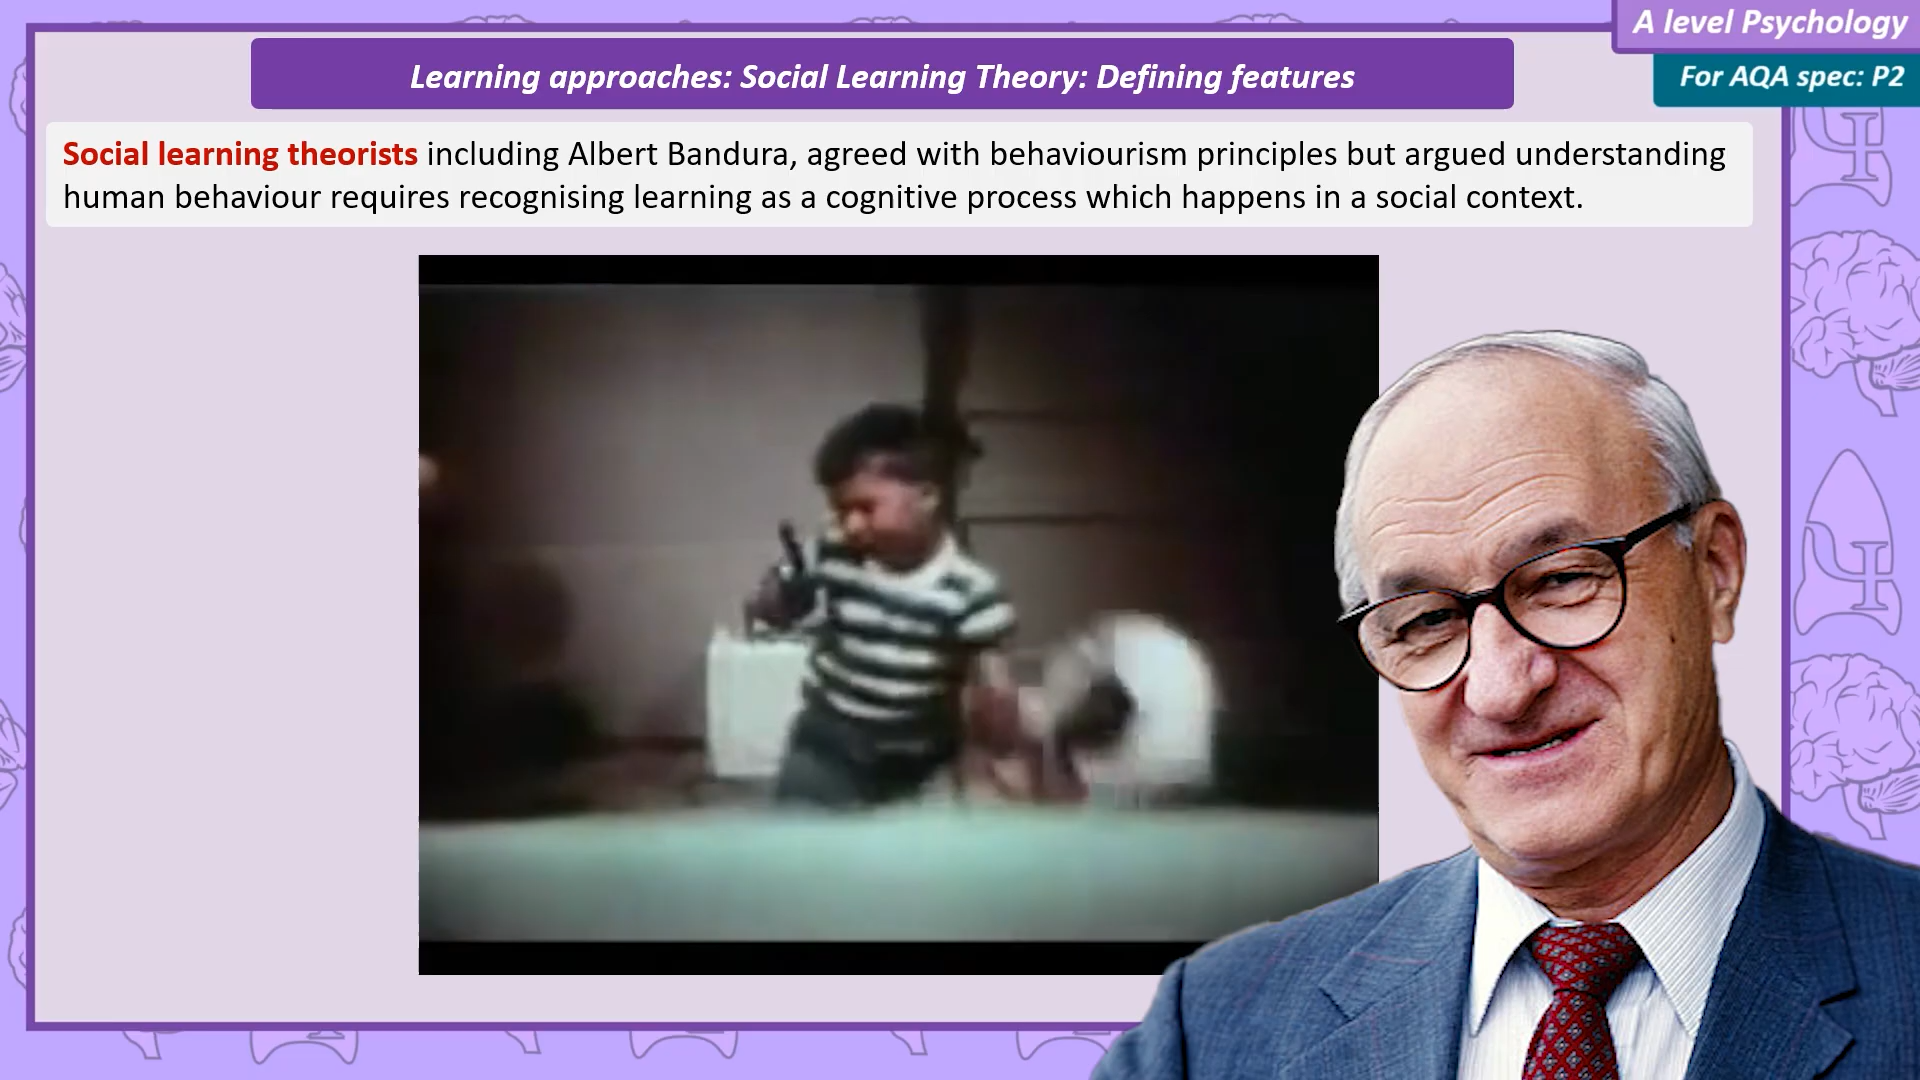 A level Psychology
Learning approaches: Social Learning Theory: Defining features
For AQA spec: P2
Social learning theorists including Albert Bandura, agreed with behaviourism principles but argued understanding
human behaviour requires recognising learning as a cognitive process which happens in a social context.